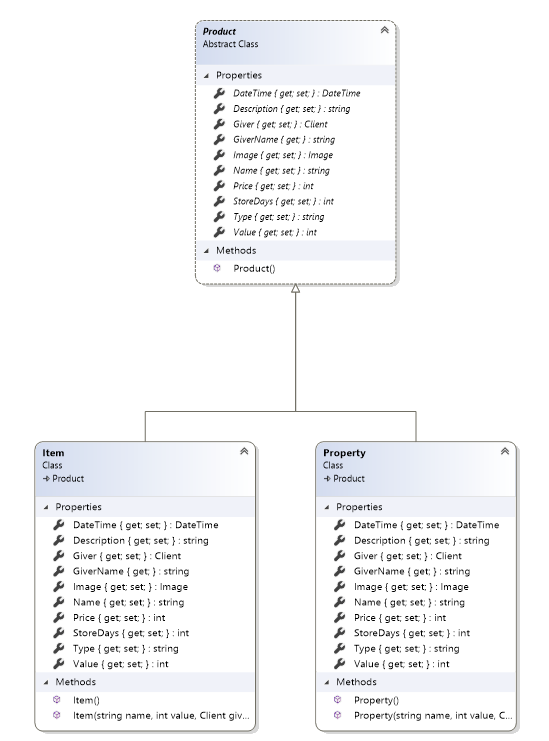 Product
Abstract Class
Properties
DateTime { get; set; } : DateTime
Description { get; set; } : string
Giver { get; set; } : Client
GiverName { get; } : string
Image { get; set; } : Image
Name { get; set; } : string
Price { get; set; } : int
StoreDays { get; set; } : int
Type { get; set; } : string
Value { get; set; } : int
Methods
Product()
Item
Class
Product
Properties
DateTime { get; set; } : DateTime
Description { get; set; } : string
Giver { get; set; } : Client
GiverName { get; } : string
Image { get; set; } : Image
Name { get; set; } : string
Price { get; set; } : int
StoreDays { get; set; } : int
Type { get; set; } : string
Value { get; set; } : int
Methods
Item()
Item(string name, int value, Client giv...
Property
Class
Product
Properties
DateTime { get; set; } : DateTime
Description { get; set; } : string
Giver { get; set; } : Client
GiverName { get; } : string
Image { get; set; } : Image
Name { get; set; } : string
Price { get; set; } : int
StoreDays { get; set; } : int
Type { get; set; } : string
Value { get; set; } : int
Methods
Property()
Property(string name, int value, C...